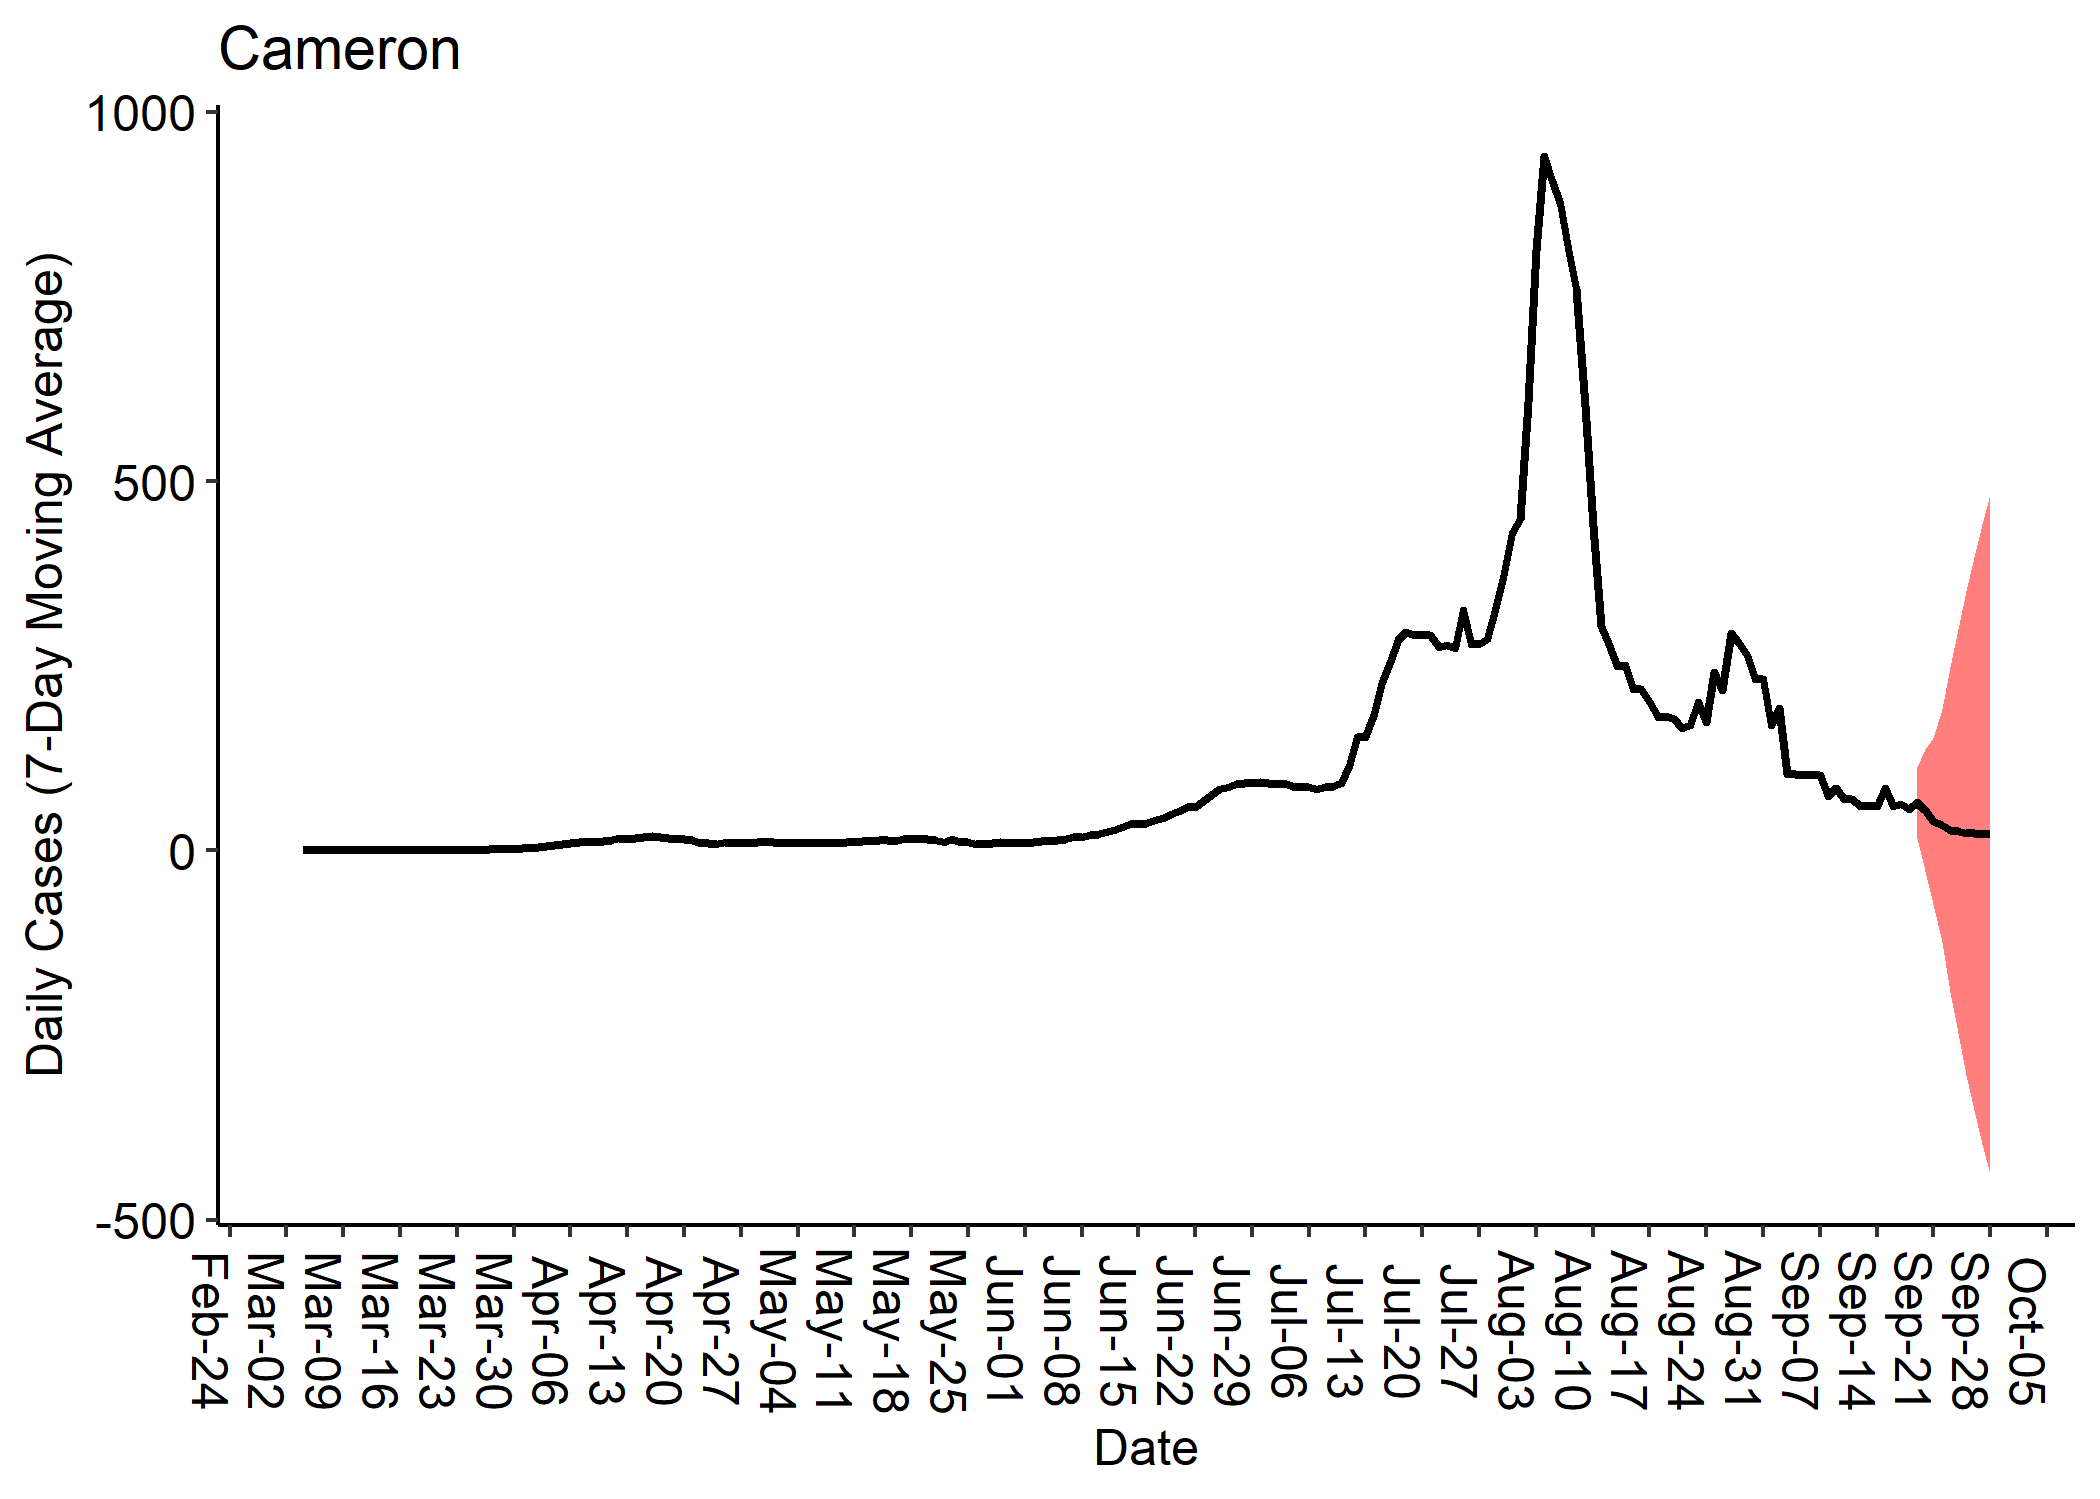 Cameron
Daily Cases (7-Day Moving Average)
1000
500
0
-500
Feb-24
Mar-02
Mar-09
Mar-16
Mar-23
Mar-30
Apr-06
Apr-13
Apr-20
Apr-27
May-04
May-11
May-18
May-25
Jun-01
Jun-08
Jun-15
Jun-22
Jun-29
Jul-06
Jul-13
Jul-20
Jul-27
Aug-03
Aug-10
Aug-17
Aug-24
Aug-31
Sep-07
Sep-14
Sep-21
Sep-28
Oct-05
Date